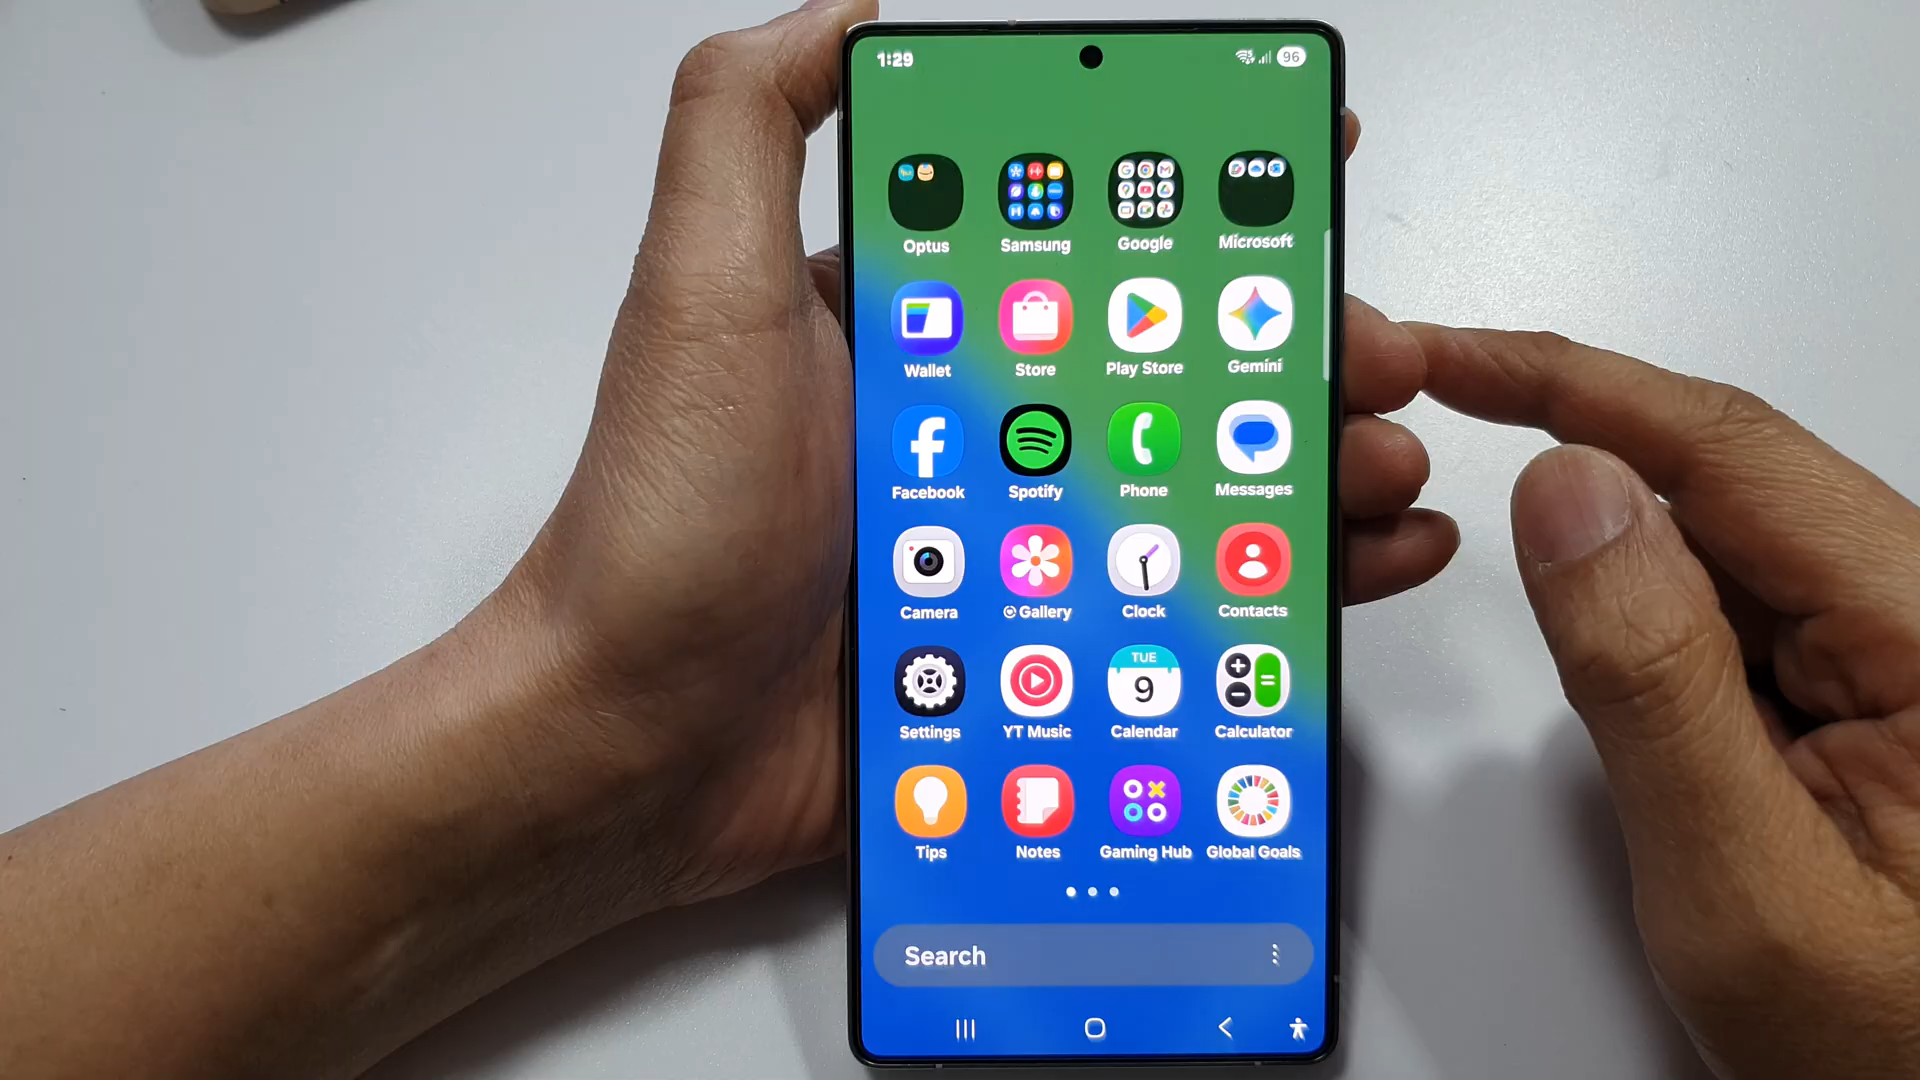 1:29
96
Optus
Samsung
Google
Microsoft
Wallet
Store
Play Store
Gemini
Facebook
Spotify
Phone
Messages
Camera
Gallery
Clock
Contacts
TUE
9
Settings
YT Music
Calendar
Calculator
Tips
Notes
Gaming Hub
Global Goals
Search